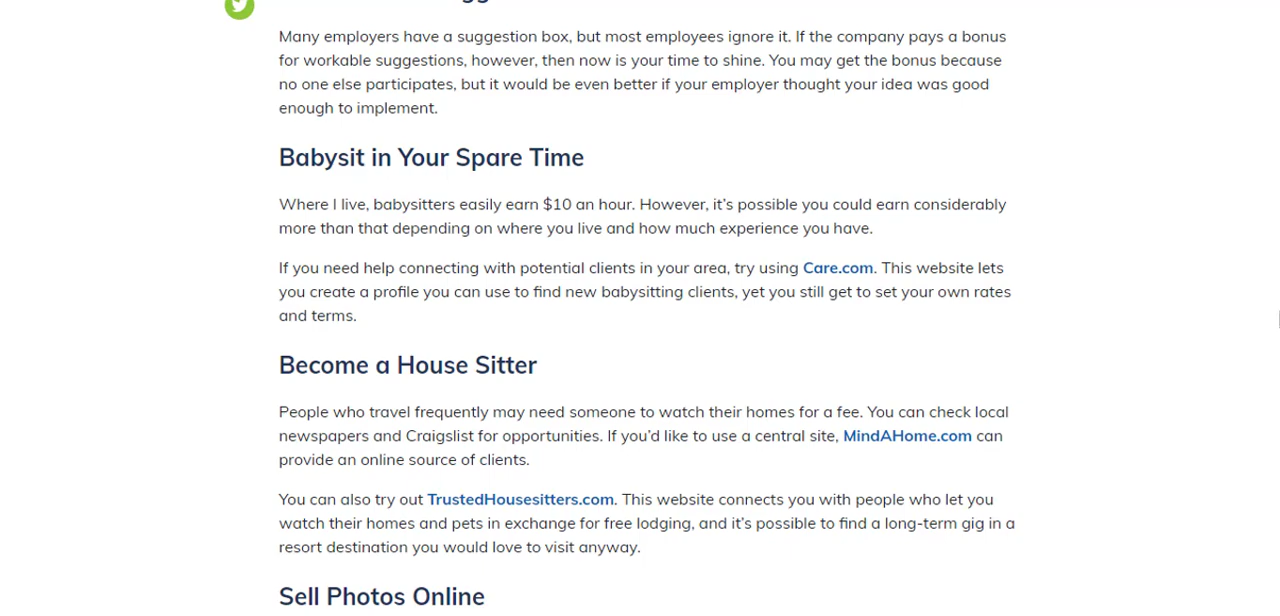 Many employers have a suggestion box, but most employees ignore it. If the company pays a bonus
for workable suggestions, however, then now is your time to shine. You may get the bonus because
no one else participates, but it would be even better if your employer thought your idea was good
enough to implement.
Babysit in Your Spare Time
Where I live, babysitters easily earn $10 an hour. However, it’s possible you could earn considerably
more than that depending on where you live and how much experience you have.
If you need help connecting with potential clients in your area, try using Care.com. This website lets
you create a profile you can use to find new babysitting clients, yet you still get to set your own rates
and terms.
Become a House Sitter
People who travel frequently may need someone to watch their homes for a fee. You can check local
newspapers and Craigslist for opportunities. If you’d like to use a central site, MindAHome.com can
provide an online source of clients.
You can also try out TrustedHousesitters.com. This website connects you with people who let you
watch their homes and pets in exchange for free lodging, and it’s possible to find a long-term gig in a
resort destination you would love to visit anyway.
Sell Photos Online